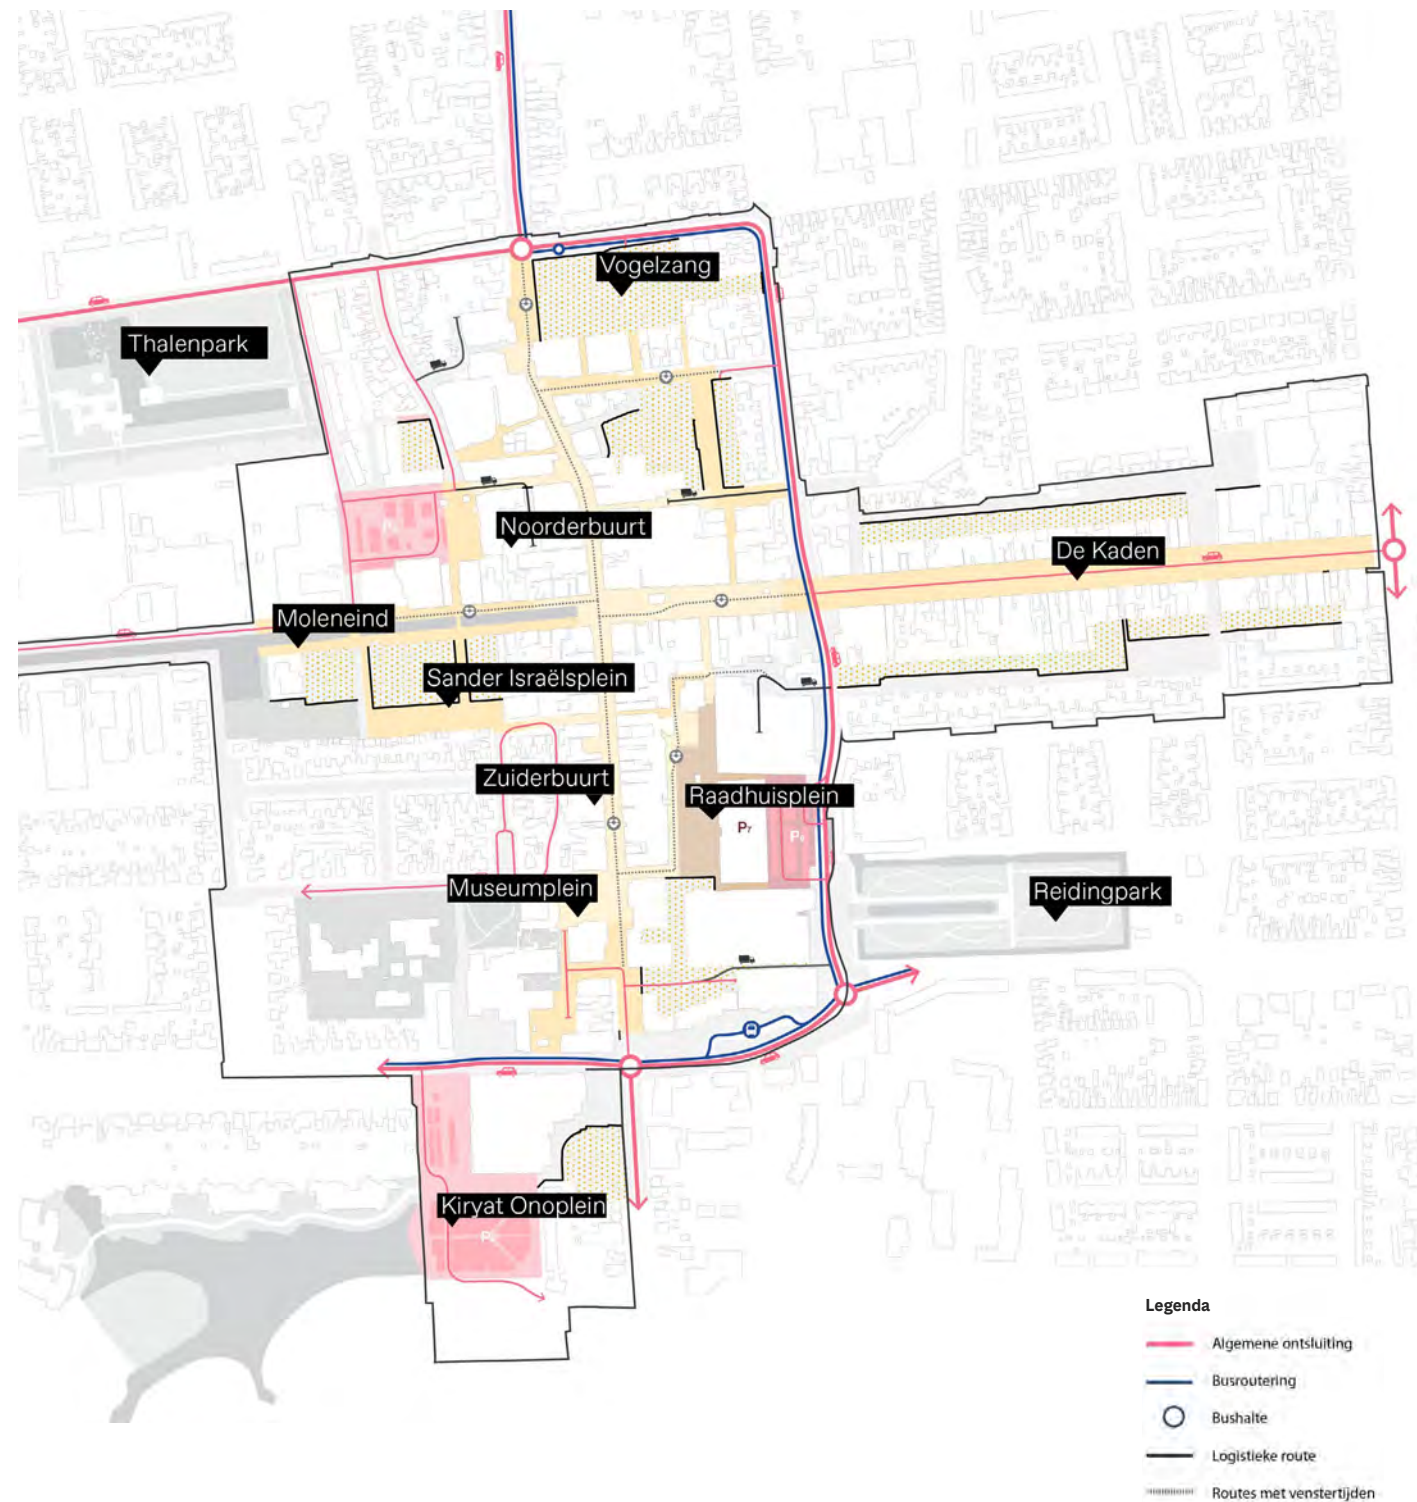 Vogelzang
Thalenpark
Noorderbuurt
De Kaden
Moleneind
Sander Israëlsplein
Zuiderbuurt
Raadhuisplein
P7
Museumplein
Reidingpark
Kiryat Onoplein
Legenda
Algemene ontsluiting
Busroutering
Bushalte
Logistieke route
Routes met venstertijden